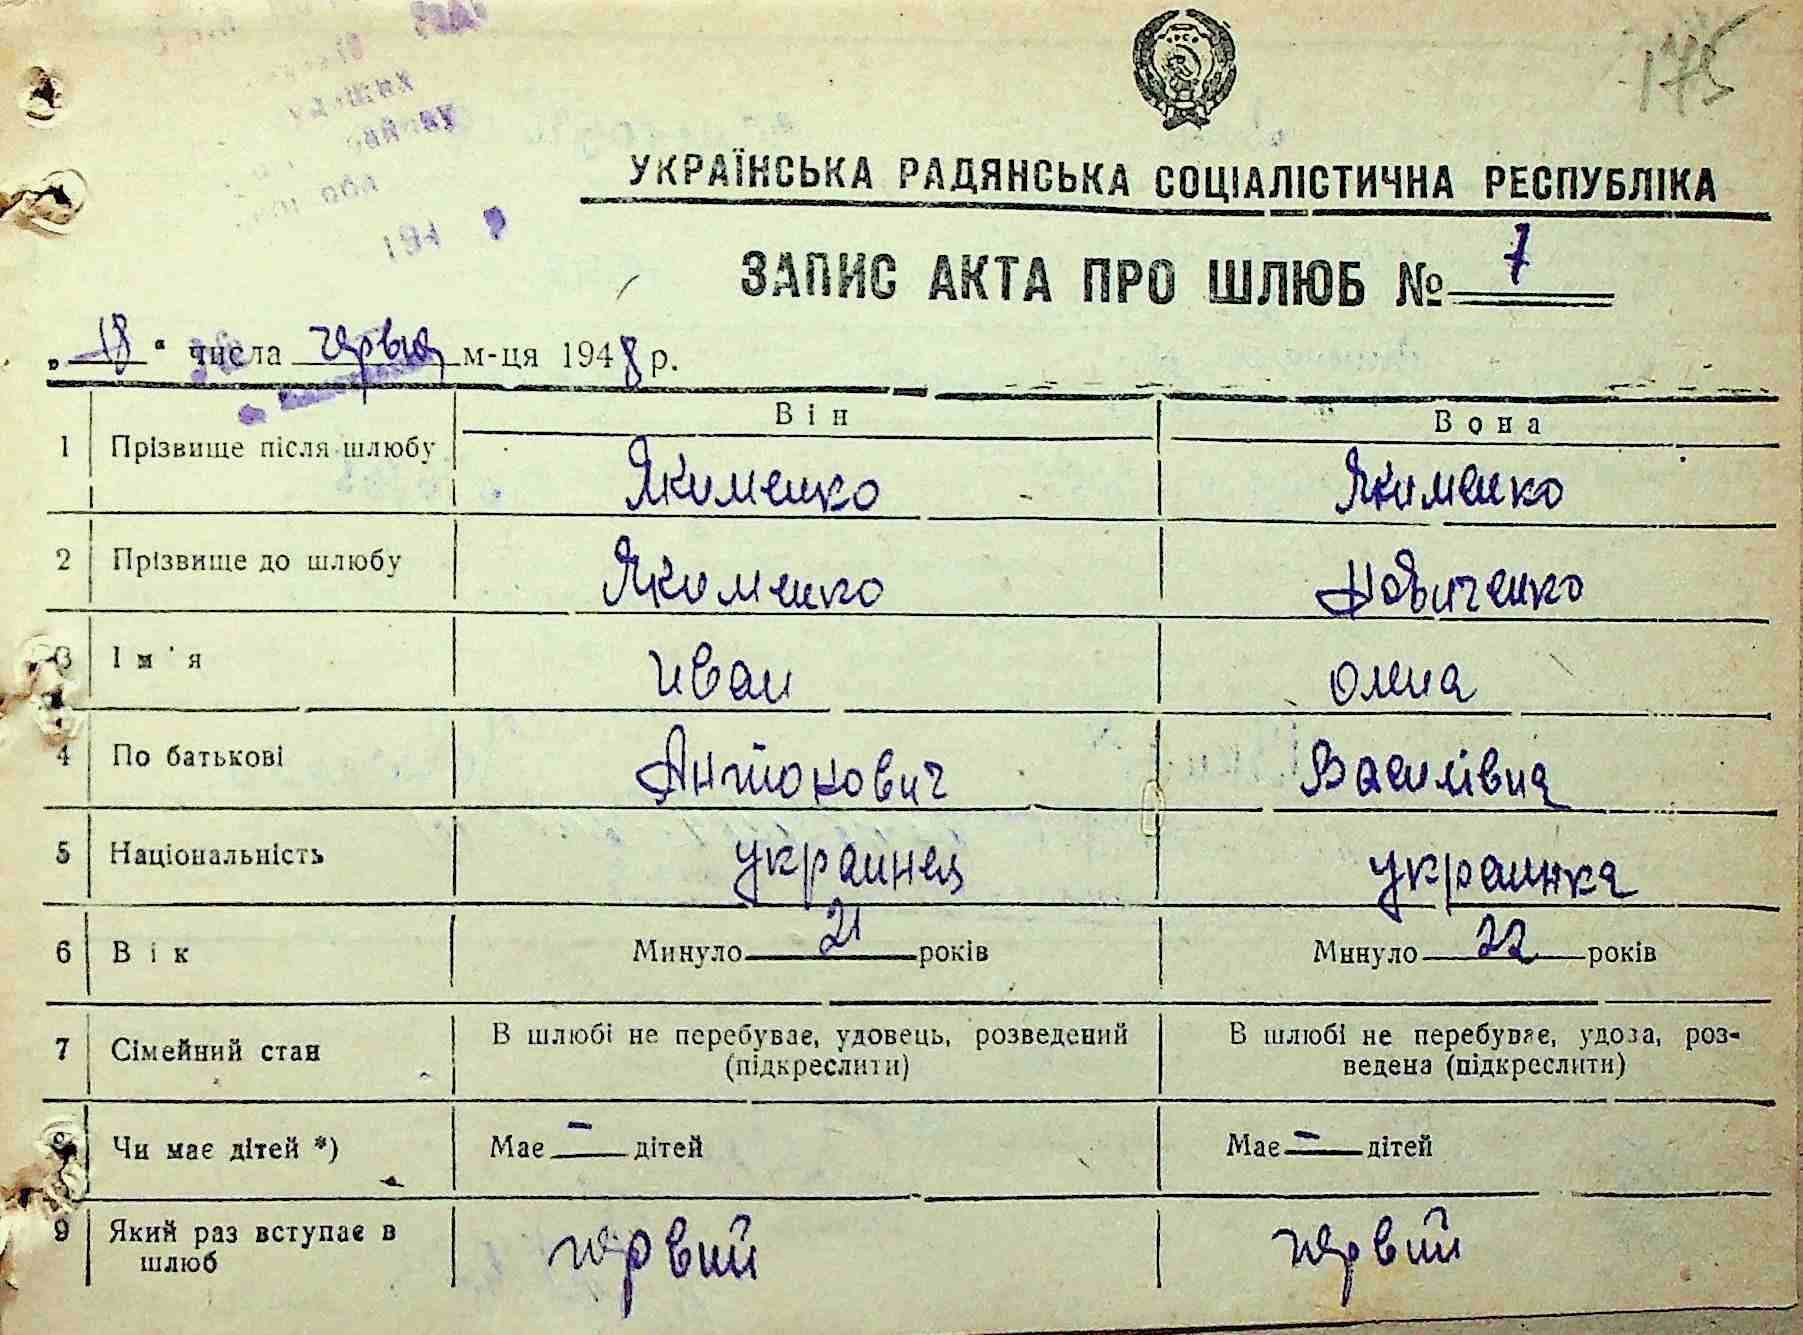 175
УКРАЇНСЬКА РАДЯНСЬКА СОЦІАЛІСТИЧНА РЕСПУБЛІКА
ЗАПИС АКТА ПРО ШЛЮБ № 7
„18“ числа червня м-ця 1948 р.
Він Вона
1 Прізвище після шлюбу Якименко Якименко
2 Прізвище до шлюбу Якименко Новиченко
3 Ім'я Иван Олена
4 По батькові Антонович Василівна
5 Національність украинец украинка
6 Вік Минуло 21 років Минуло 22 років
7 Сімейний стан В шлюбі не перебуває, удовець, розведений (підкреслити) В шлюбі не перебуває, удова, розведена (підкреслити)
8 Чи має дітей *) Має – дітей Має – дітей
9 Який раз вступає в шлюб первий первий